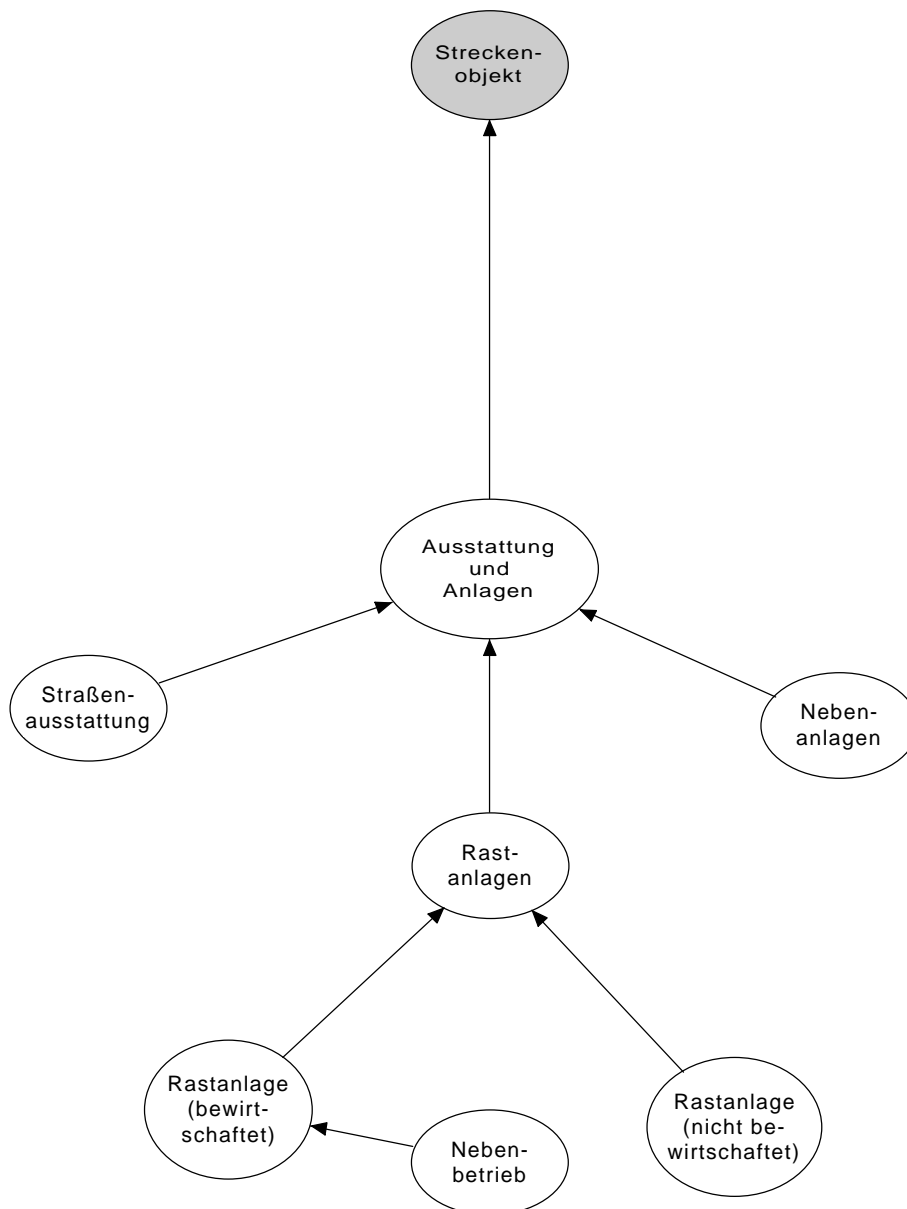 Strecken-
objekt
Ausstattung
und
Anlagen
Straßen-
ausstattung
Neben-
anlagen
Rast-
anlagen
Rastanlage
(bewirt-
schaftet)
Neben-
betrieb
Rastanlage
(nicht be-
wirtschaftet)